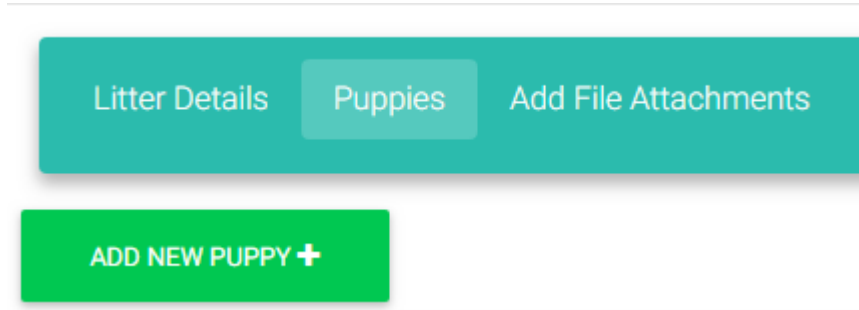 Litter Details Puppies Add File Attachments
ADD NEW PUPPY +